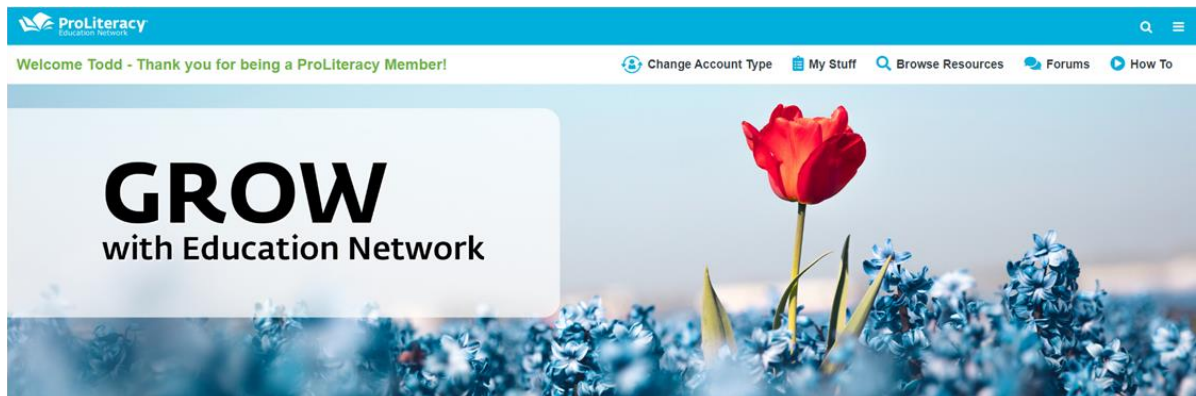 ProLiteracy
Education Network
Welcome Todd - Thank you for being a ProLiteracy Member!
Change Account Type
My Stuff
Browse Resources
Forums
How To
GROW
with Education Network